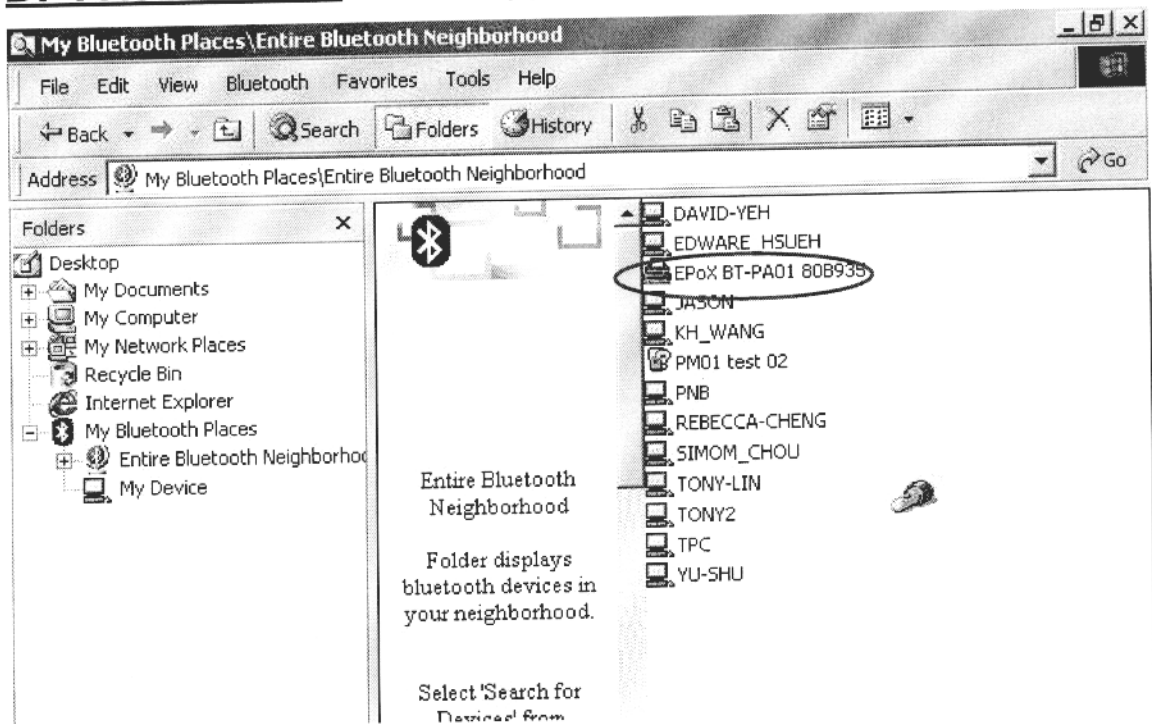 My Bluetooth Places\Entire Bluetooth Neighborhood
File Edit View Bluetooth Favorites Tools Help
Back Search Folders History
Address My Bluetooth Places\Entire Bluetooth Neighborhood Go
Folders
Desktop
My Documents
My Computer
My Network Places
Recycle Bin
Internet Explorer
My Bluetooth Places
Entire Bluetooth Neighborhoo
My Device
Entire Bluetooth
Neighborhood
Folder displays
bluetooth devices in
your neighborhood.
Select 'Search for
Devices' from
DAVID-YEH
EDWARE_HSUEH
EPoX BT-PA01 80B935
JASON
KH_WANG
PM01 test 02
PNB
REBECCA-CHENG
SIMOM_CHOU
TONY-LIN
TONY2
TPC
YU-SHU